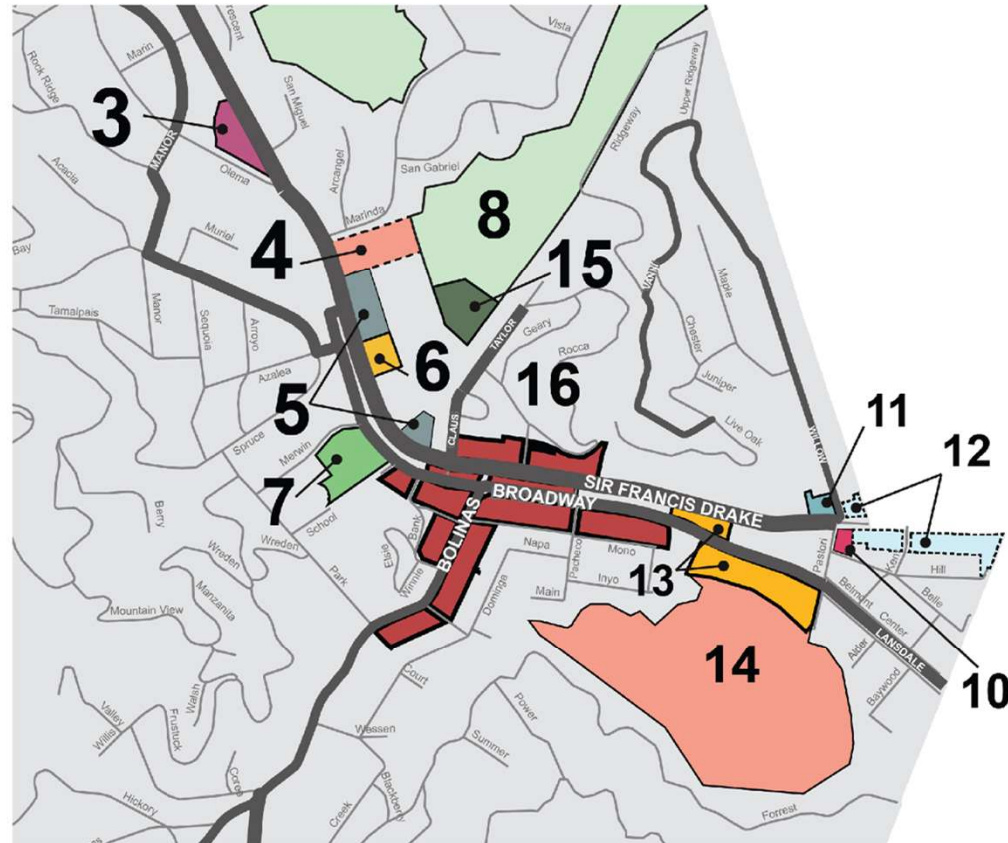 Vista
Crescent
Marin
Rock Ridge
San Miguel
3
MANOR
Olema
Acacia
Arcangel
San Gabriel
Ridgeway
Upper Ridgeway
Marinda
Muriel
4
8
15
Bay
Tamalpais
Manor
Sequoia
Arroyo
Azalea
5
6
TAYLOR
Geary
Rocca
16
Maple
Chester
Juniper
Live Oak
WILLOW
11
12
Spruce
Merwin
7
School
CLAUS
SIR FRANCIS DRAKE
BROADWAY
BOLINAS
Bank
Elsie
Winnie
Napa
Mono
Pacheco
Inyo
Main
13
Pastori
Kent
Hill
Belle
Belmont
Center
LANSDALE
Alder
Baywood
10
Berry
Wreden
Wreden
Park
Dominga
Manzanita
Mountain View
14
Court
Power
Wessen
Summer
Valley
Willis
Frustuck
Walsh
Hickory
Creek
Blackberry
Forrest